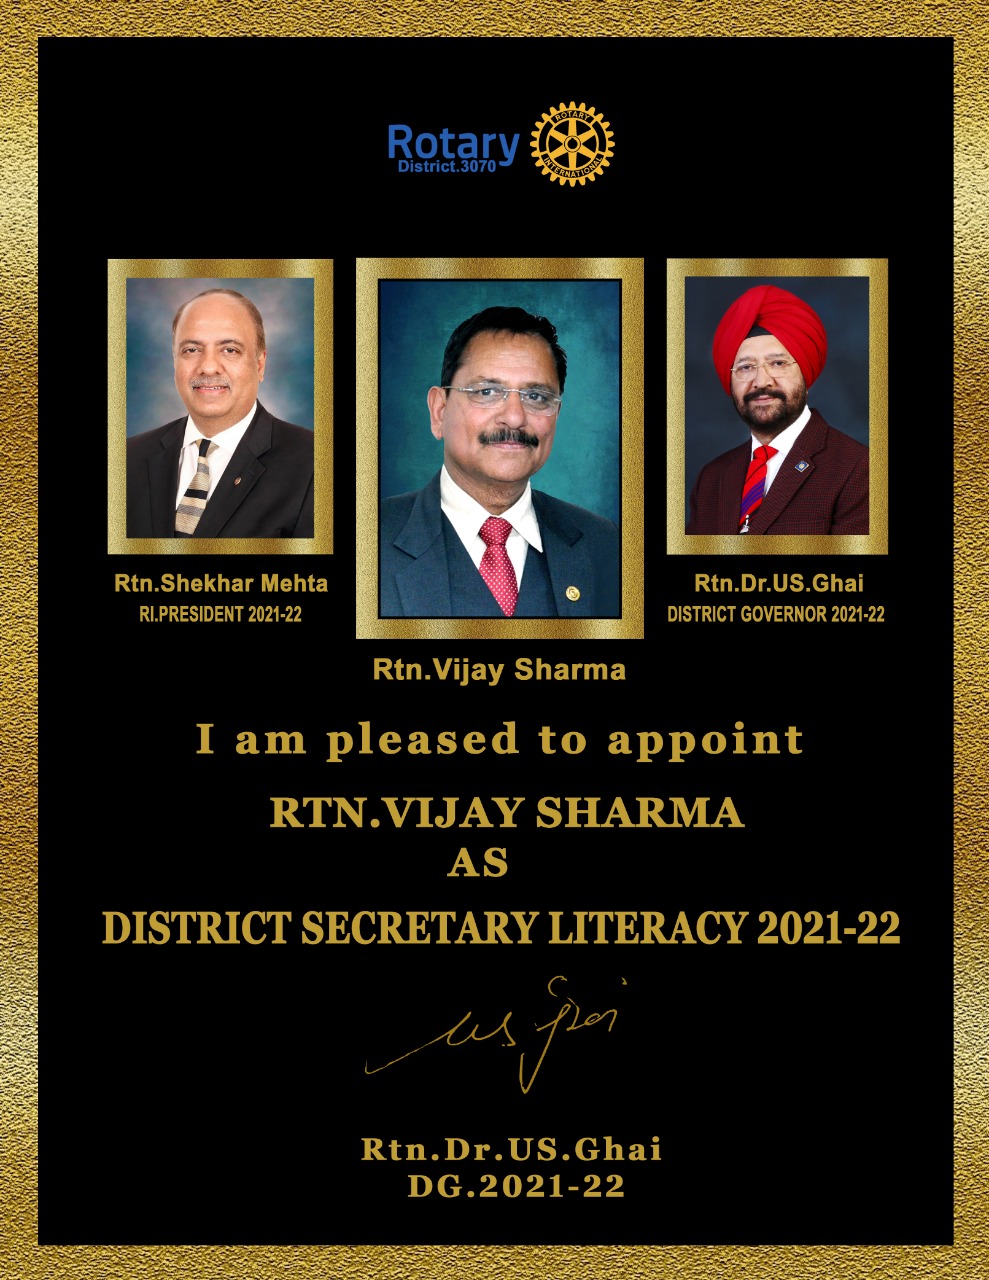 Rotary
District.3070
ROTARY
INTERNATIONAL
Rtn.Shekhar Mehta
RI.PRESIDENT 2021-22
Rtn.Dr.US.Ghai
DISTRICT GOVERNOR 2021-22
Rtn.Vijay Sharma
I am pleased to appoint
RTN.VIJAY SHARMA
AS
DISTRICT SECRETARY LITERACY 2021-22
US Ghai
Rtn.Dr.US.Ghai
DG.2021-22